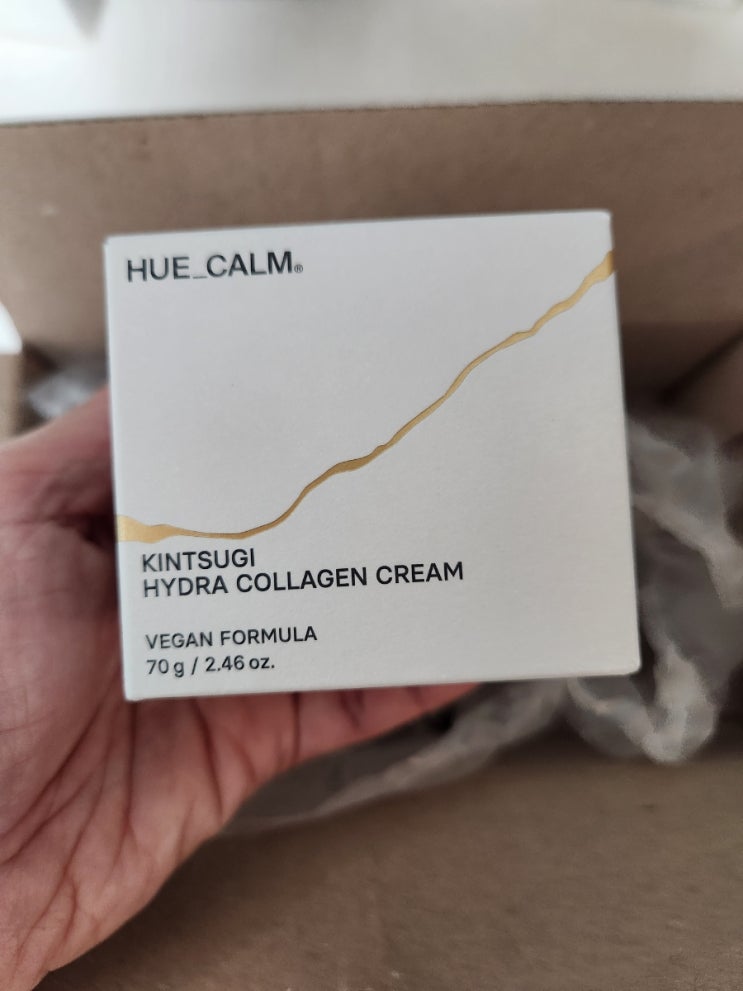 HUE_CALM®
KINTSUGI
HYDRA COLLAGEN CREAM
VEGAN FORMULA
70 g / 2.46 oz.